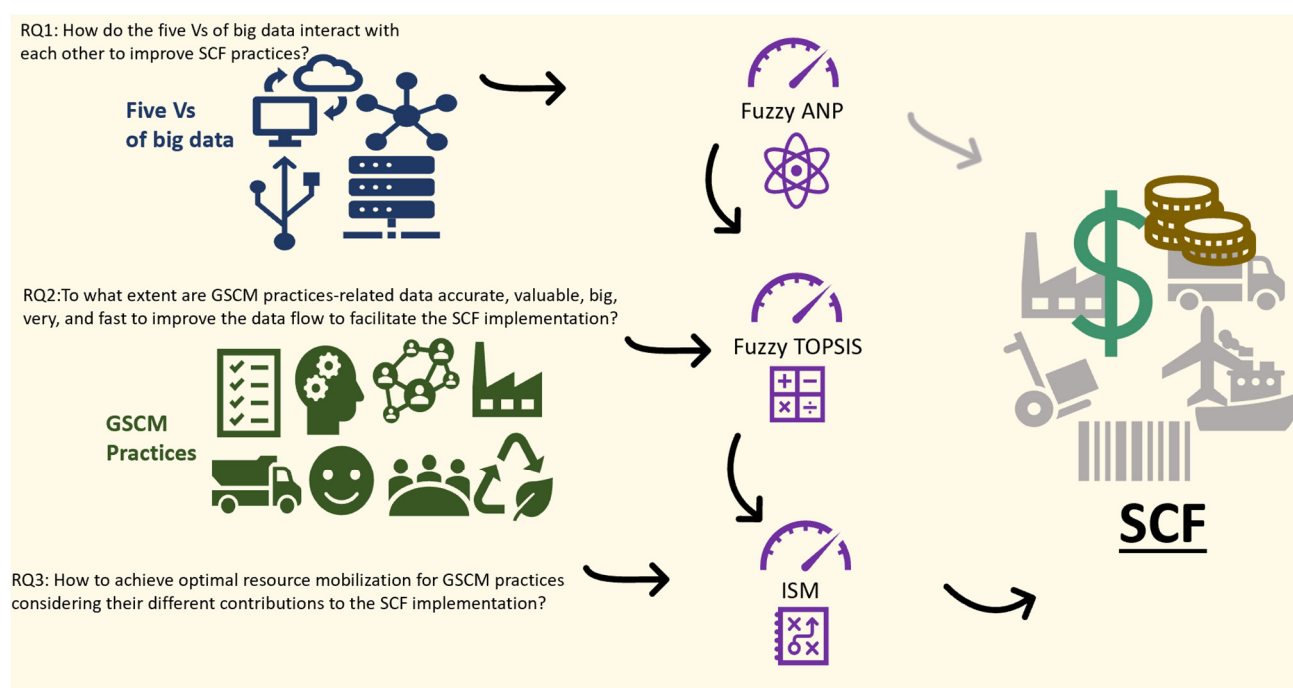 RQ1: How do the five Vs of big data interact with
each other to improve SCF practices?
Five Vs
of big data
Fuzzy ANP
RQ2:To what extent are GSCM practices-related data accurate, valuable, big,
very, and fast to improve the data flow to facilitate the SCF implementation?
Fuzzy TOPSIS
GSCM
Practices
SCF
RQ3: How to achieve optimal resource mobilization for GSCM practices
considering their different contributions to the SCF implementation?
ISM